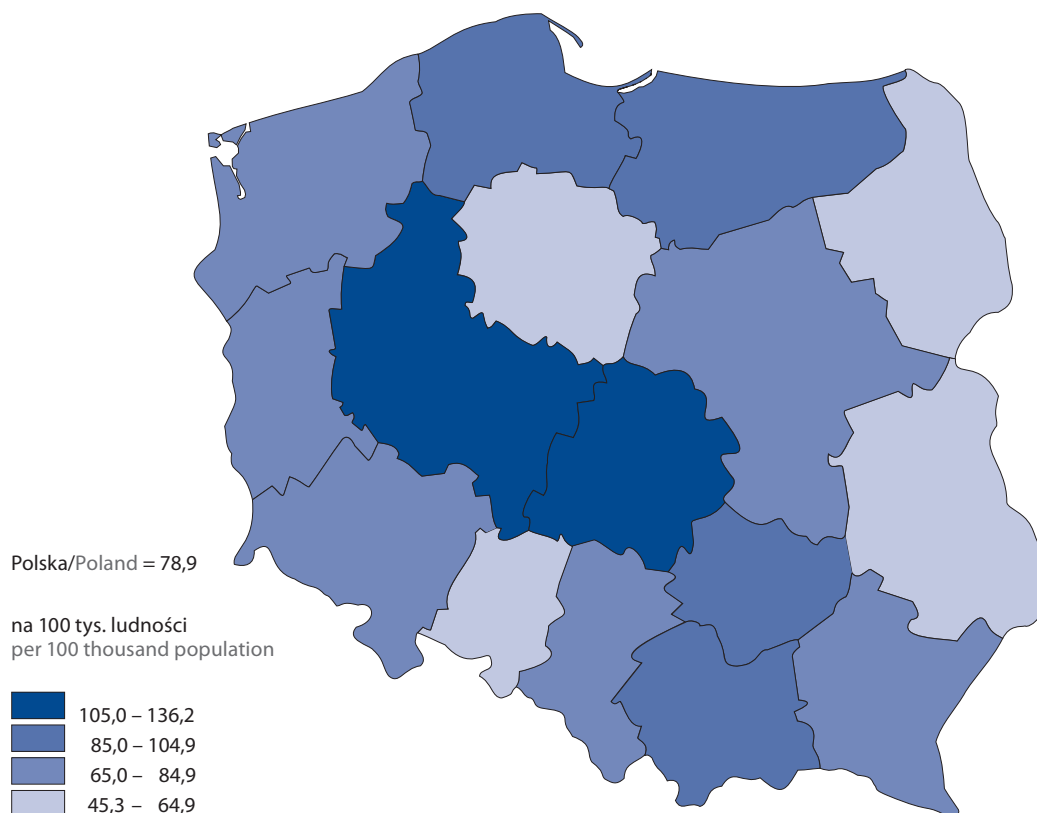 Polska/Poland = 78,9
na 100 tys. ludności
per 100 thousand population
105,0 – 136,2
85,0 – 104,9
65,0 – 84,9
45,3 – 64,9